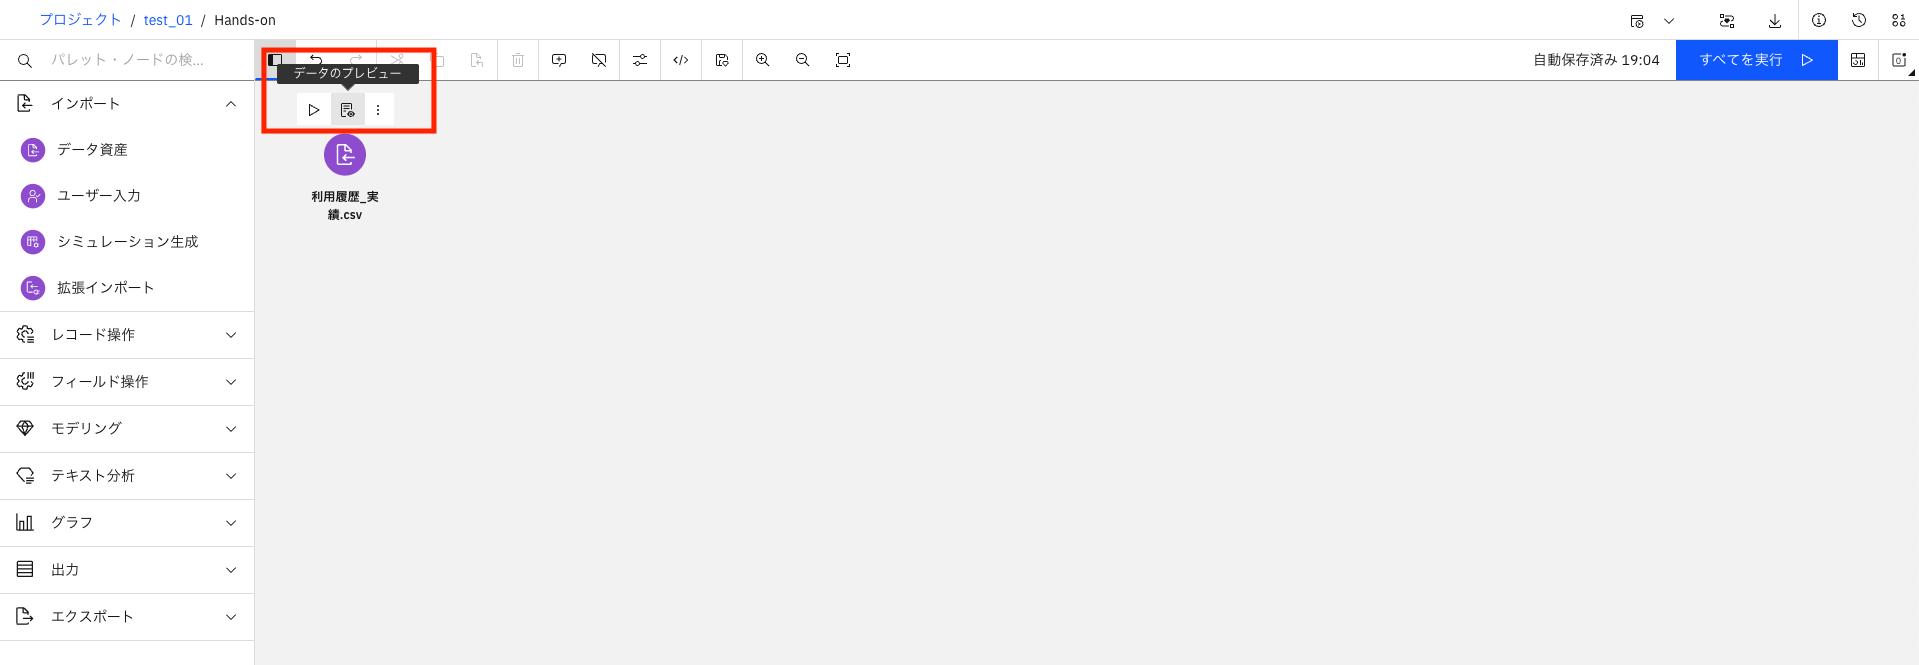 プロジェクト / test_01 / Hands-on
パレット・ノードの検...
自動保存済み 19:04
すべてを実行
データのプレビュー
インポート
データ資産
ユーザー入力
シミュレーション生成
拡張インポート
レコード操作
フィールド操作
モデリング
テキスト分析
グラフ
出力
エクスポート
利用履歴_実
績.csv